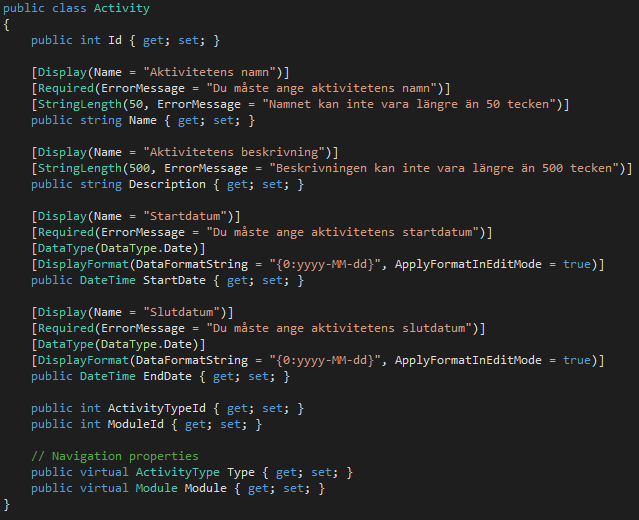 public class Activity
{
    public int Id { get; set; }

    [Display(Name = "Aktivitetens namn")]
    [Required(ErrorMessage = "Du måste ange aktivitetens namn")]
    [StringLength(50, ErrorMessage = "Namnet kan inte vara längre än 50 tecken")]
    public string Name { get; set; }

    [Display(Name = "Aktivitetens beskrivning")]
    [StringLength(500, ErrorMessage = "Beskrivningen kan inte vara längre än 500 tecken")]
    public string Description { get; set; }

    [Display(Name = "Startdatum")]
    [Required(ErrorMessage = "Du måste ange aktivitetens startdatum")]
    [DataType(DataType.Date)]
    [DisplayFormat(DataFormatString = "{0:yyyy-MM-dd}", ApplyFormatInEditMode = true)]
    public DateTime StartDate { get; set; }

    [Display(Name = "Slutdatum")]
    [Required(ErrorMessage = "Du måste ange aktivitetens slutdatum")]
    [DataType(DataType.Date)]
    [DisplayFormat(DataFormatString = "{0:yyyy-MM-dd}", ApplyFormatInEditMode = true)]
    public DateTime EndDate { get; set; }

    public int ActivityTypeId { get; set; }
    public int ModuleId { get; set; }

    // Navigation properties
    public virtual ActivityType Type { get; set; }
    public virtual Module Module { get; set; }
}